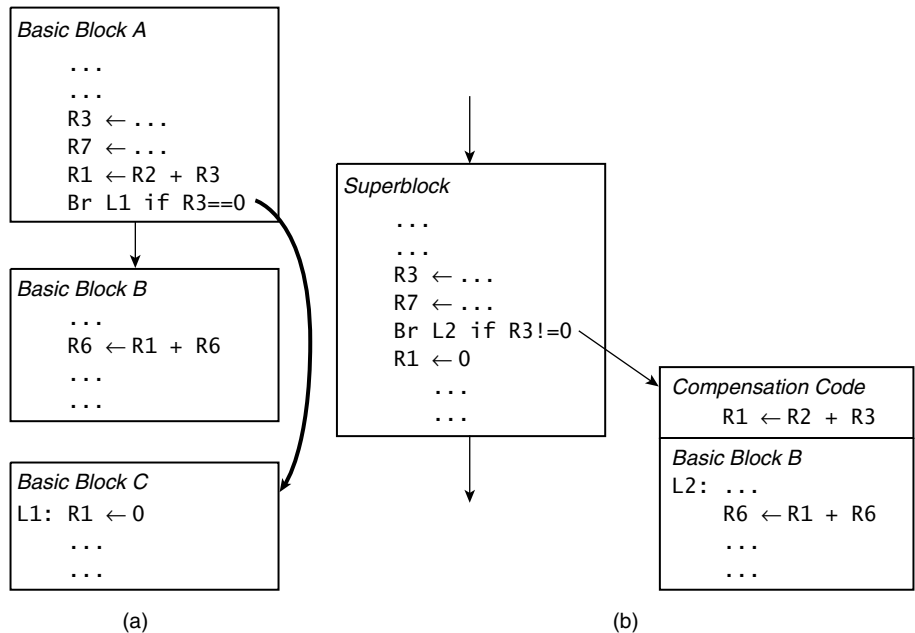 Basic Block A
...
...
R3 ← ...
R7 ← ...
R1 ← R2 + R3
Br L1 if R3==0
Basic Block B
...
R6 ← R1 + R6
...
...
Basic Block C
L1: R1 ← 0
...
...
(a)
Superblock
...
...
R3 ← ...
R7 ← ...
Br L2 if R3!=0
R1 ← 0
...
...
Compensation Code
R1 ← R2 + R3
Basic Block B
L2: ...
R6 ← R1 + R6
...
...
(b)